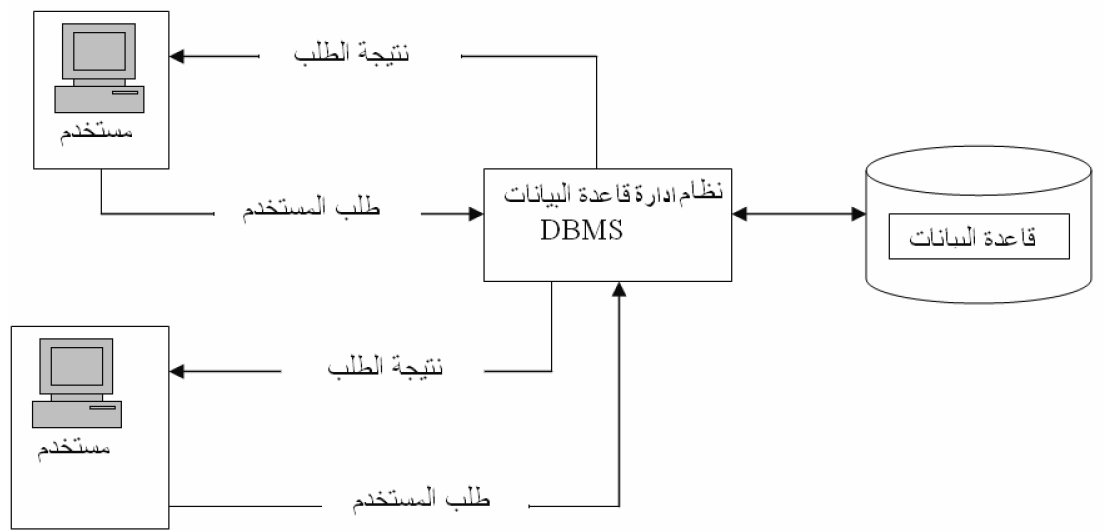 نتيجة الطلب
مستخدم
طلب المستخدم
نظام ادارة قاعدة البيانات
DBMS
قاعدة البيانات
نتيجة الطلب
مستخدم
طلب المستخدم